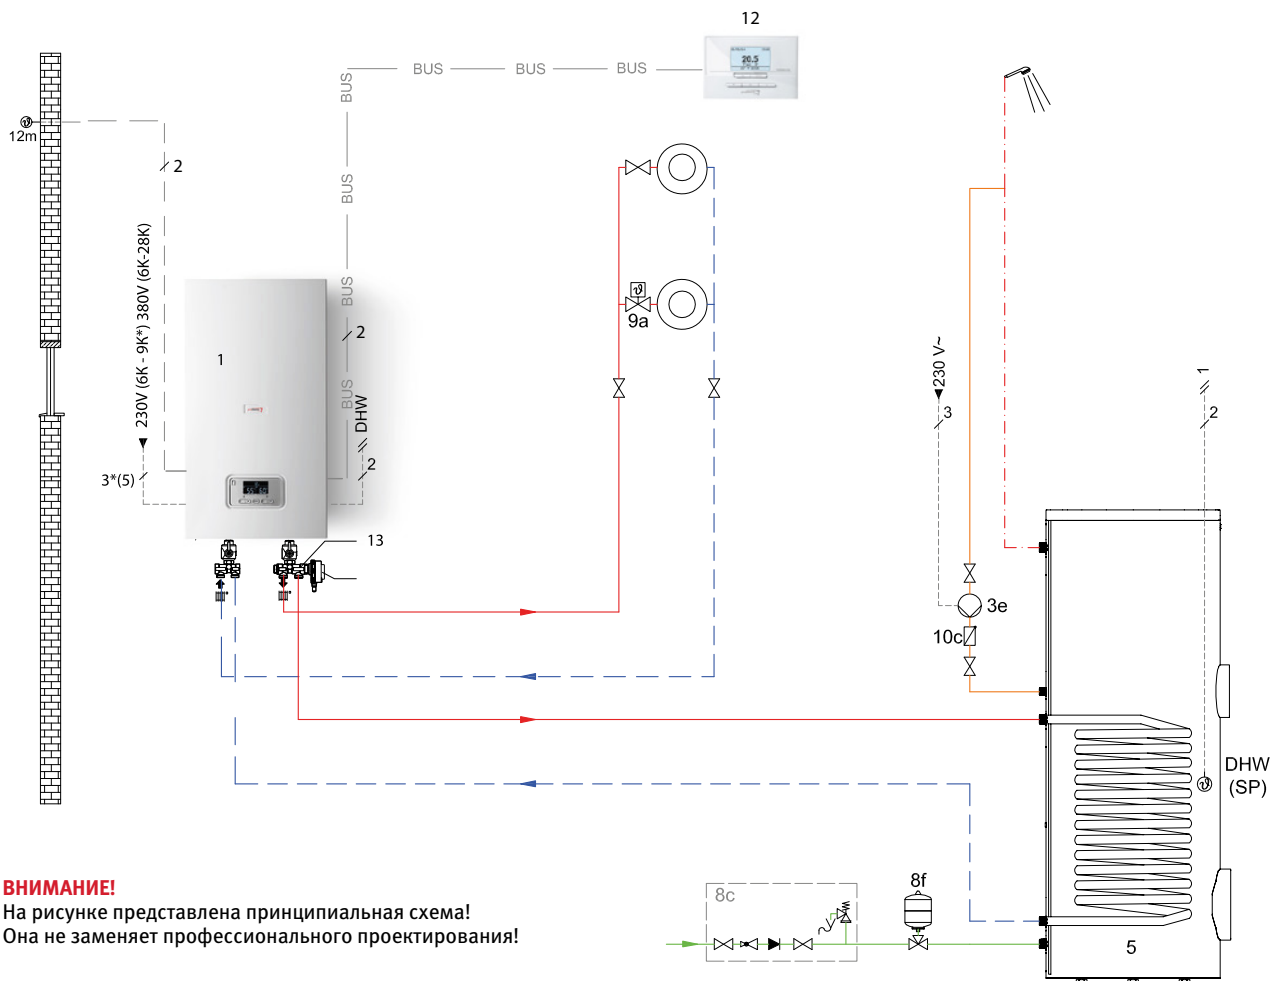 12
BUS
BUS
BUS
BUS
20.5
12m
2
BUS
230V (6K - 9K*) 380V (6K-28K)
BUS
9a
2
1
BUS
DHW
230 V~
3
1
2
3*(5)
2
13
3e
10c
DHW
(SP)
ВНИМАНИЕ!
На рисунке представлена принципиальная схема!
Она не заменяет профессионального проектирования!
8c
8f
5